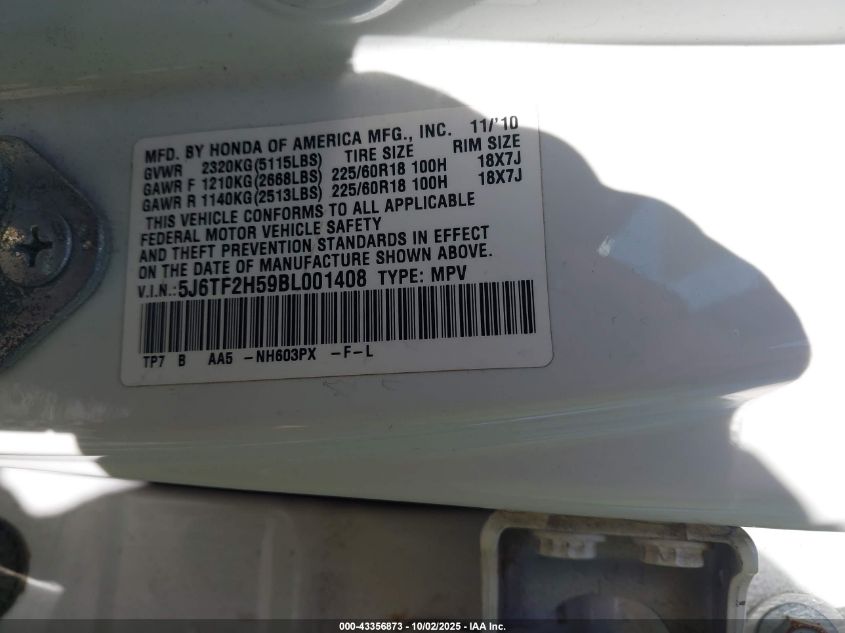 MFD. BY HONDA OF AMERICA MFG., INC. 11/'10
GVWR 2320KG(5115LBS) TIRE SIZE RIM SIZE
GAWR F 1210KG(2668LBS) 225/60R18 100H 18X7J
GAWR R 1140KG(2513LBS) 225/60R18 100H 18X7J
THIS VEHICLE CONFORMS TO ALL APPLICABLE
FEDERAL MOTOR VEHICLE SAFETY
AND THEFT PREVENTION STANDARDS IN EFFECT
ON THE DATE OF MANUFACTURE SHOWN ABOVE.
V.I.N.:5J6TF2H59BL001408 TYPE: MPV
TP7 B AA5 -NH603PX -F-L
000-43356873 - 10/02/2025 - IAA Inc.